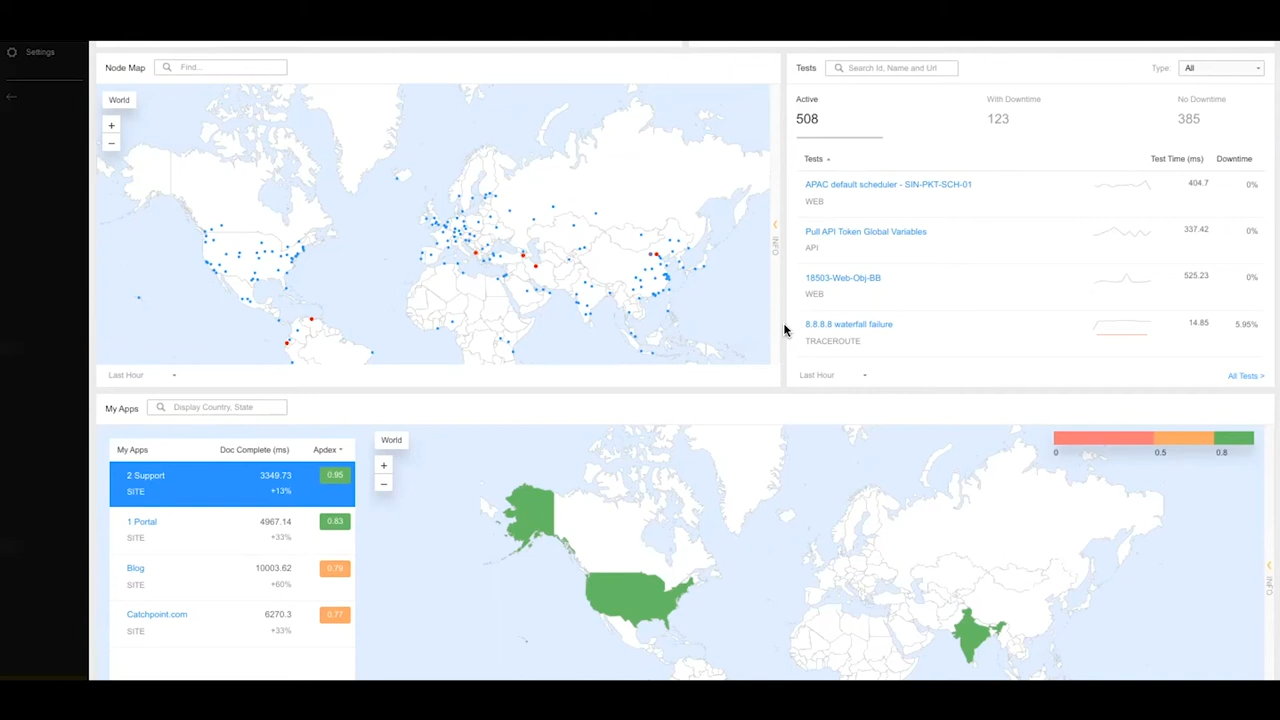 Settings
Node Map
Find...
World
+
−
INFO
Last Hour
Tests
Search Id, Name and Url
Type:
All
Active
With Downtime
No Downtime
508
123
385
Tests
Test Time (ms)
Downtime
APAC default scheduler - SIN-PKT-SCH-01
404.7
0%
WEB
Pull API Token Global Variables
337.42
0%
API
18503-Web-Obj-BB
525.23
0%
WEB
8.8.8.8 waterfall failure
14.85
5.95%
TRACEROUTE
Last Hour
All Tests >
My Apps
Display Country, State
My Apps
Doc Complete (ms)
Apdex
2 Support
3349.73
0.95
SITE
+13%
1 Portal
4967.14
0.83
SITE
+33%
Blog
10003.62
0.79
SITE
+60%
Catchpoint.com
6270.3
0.77
SITE
+33%
World
+
−
0
0.5
0.8
INFO